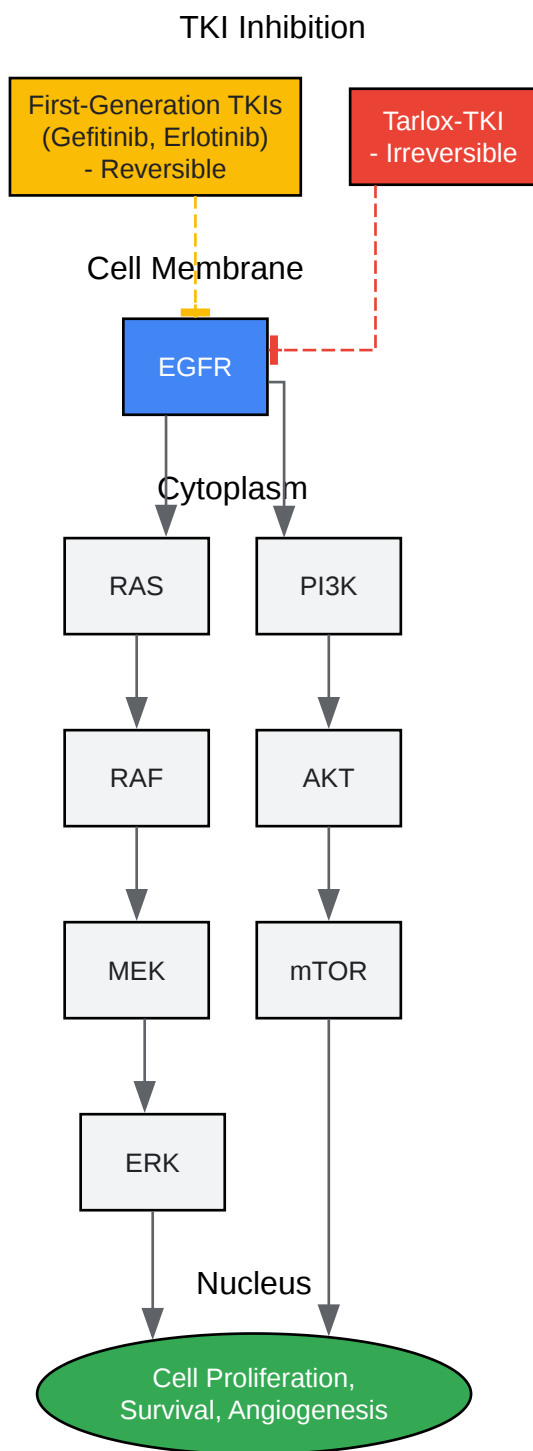 TKI Inhibition
First-Generation TKIs
(Gefitinib, Erlotinib)
- Reversible
Tarlox-TKI
- Irreversible
Cell Membrane
EGFR
Cytoplasm
RAS
PI3K
RAF
AKT
MEK
mTOR
ERK
Nucleus
Cell Proliferation,
Survival, Angiogenesis